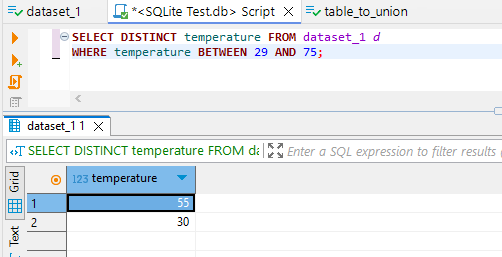 dataset_1
*<SQLite Test.db> Script
table_to_union
SELECT DISTINCT temperature FROM dataset_1 d
WHERE temperature BETWEEN 29 AND 75;
dataset_1 1
SELECT DISTINCT temperature FROM da
Enter a SQL expression to filter results (
Grid
Text
123 temperature
1 55
2 30